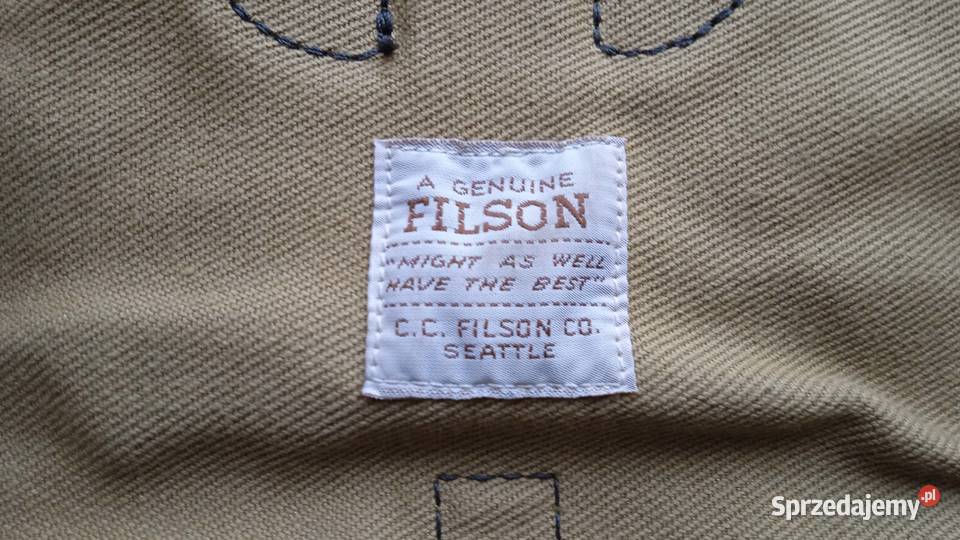 A GENUINE
FILSON
"MIGHT AS WELL
HAVE THE BEST"
C.C. FILSON CO.
SEATTLE
Sprzedajemy.pl